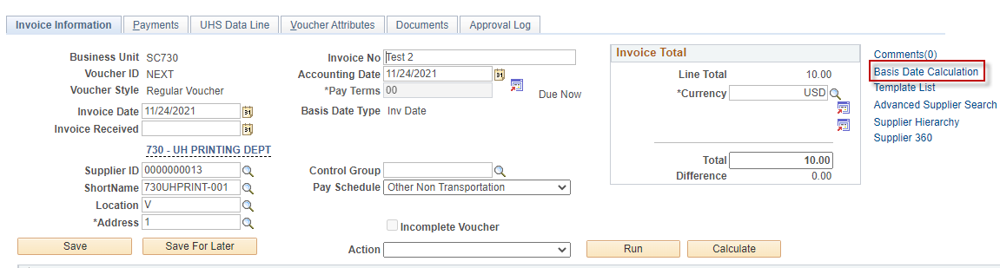 Invoice Information Payments UHS Data Line Voucher Attributes Documents Approval Log
Business Unit SC730
Voucher ID NEXT
Voucher Style Regular Voucher
Invoice Date 11/24/2021
Invoice Received
730 - UH PRINTING DEPT
Supplier ID 0000000013
ShortName 730UHPRINT-001
Location V
*Address 1
Invoice No Test 2
Accounting Date 11/24/2021
*Pay Terms 00 Due Now
Basis Date Type Inv Date
Control Group
Pay Schedule Other Non Transportation
Incomplete Voucher
Invoice Total
Line Total 10.00
*Currency USD
Total 10.00
Difference 0.00
Comments(0)
Basis Date Calculation
Template List
Advanced Supplier Search
Supplier Hierarchy
Supplier 360
Save Save For Later Action Run Calculate